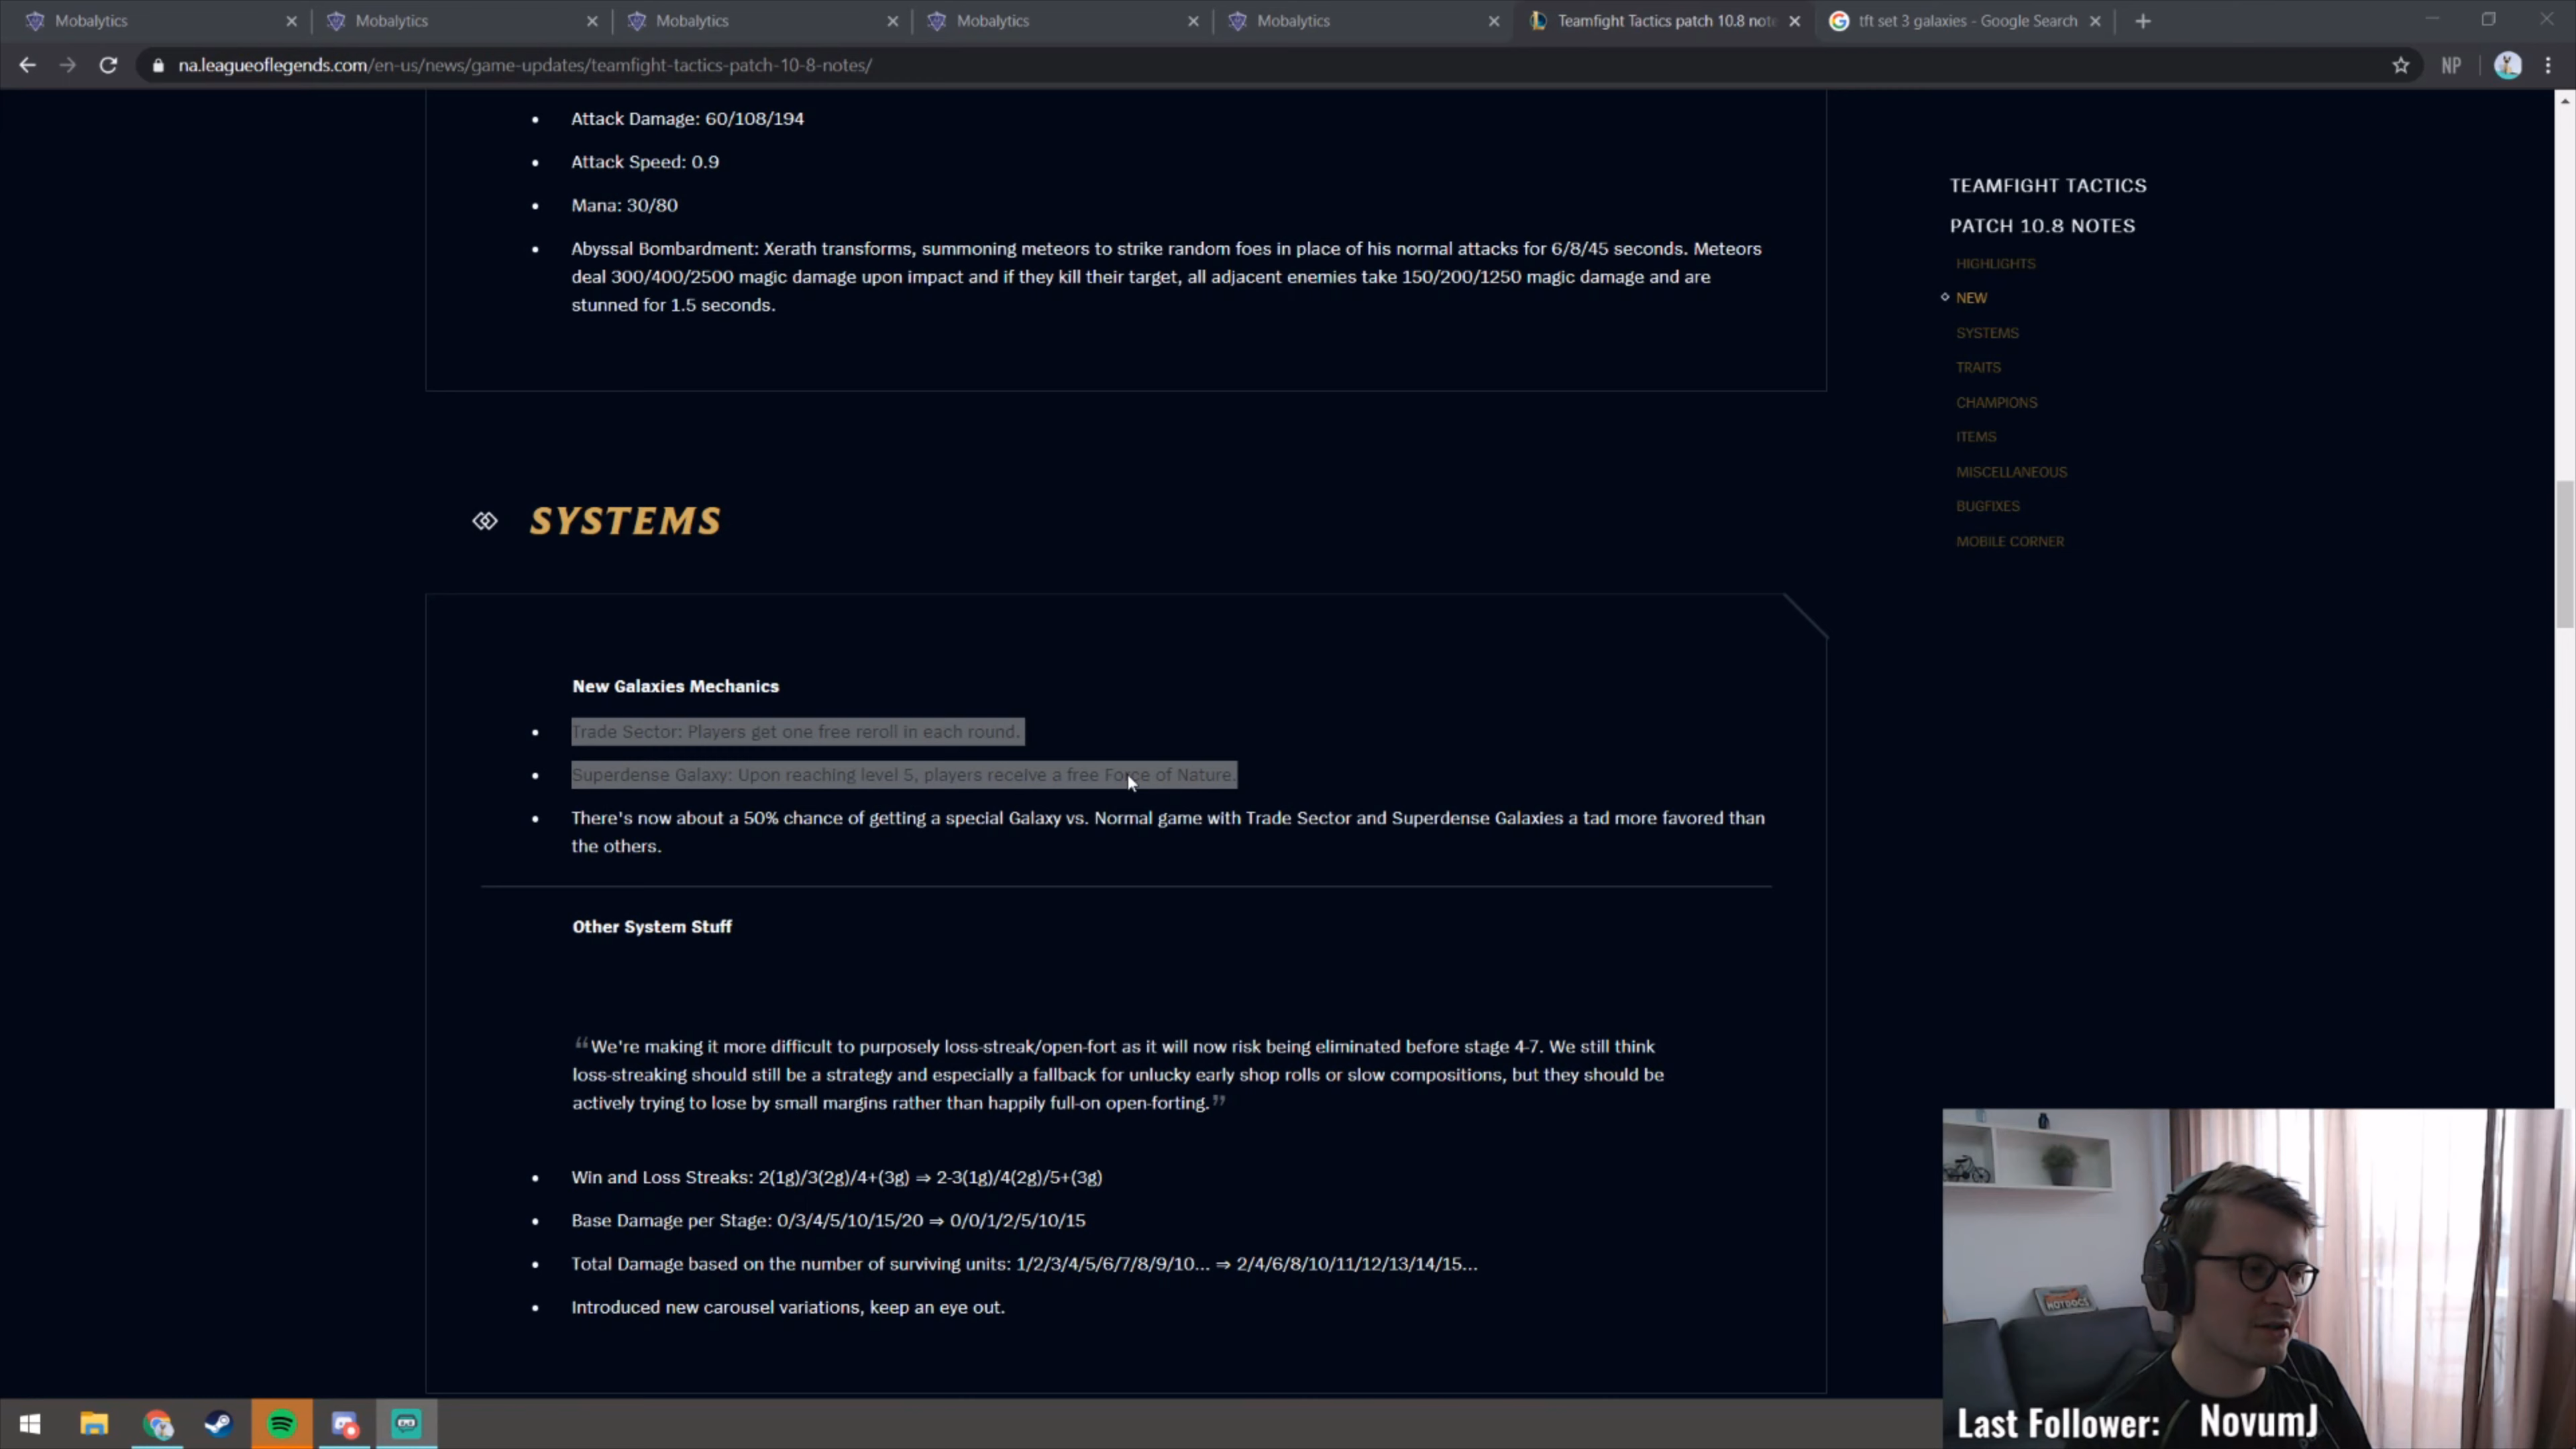 Mobalytics
Mobalytics
Mobalytics
Mobalytics
Mobalytics
Teamfight Tactics patch 10.8 note
tft set 3 galaxies - Google Search
na.leagueoflegends.com/en-us/news/game-updates/teamfight-tactics-patch-10-8-notes/
NP
Attack Damage: 60/108/194
Attack Speed: 0.9
Mana: 30/80
Abyssal Bombardment: Xerath transforms, summoning meteors to strike random foes in place of his normal attacks for 6/8/45 seconds. Meteors
deal 300/400/2500 magic damage upon impact and if they kill their target, all adjacent enemies take 150/200/1250 magic damage and are
stunned for 1.5 seconds.
TEAMFIGHT TACTICS
PATCH 10.8 NOTES
HIGHLIGHTS
NEW
SYSTEMS
TRAITS
CHAMPIONS
ITEMS
MISCELLANEOUS
BUGFIXES
MOBILE CORNER
SYSTEMS
New Galaxies Mechanics
Trade Sector: Players get one free reroll in each round.
Superdense Galaxy: Upon reaching level 5, players receive a free Force of Nature.
There's now about a 50% chance of getting a special Galaxy vs. Normal game with Trade Sector and Superdense Galaxies a tad more favored than
the others.
Other System Stuff
“We're making it more difficult to purposely loss-streak/open-fort as it will now risk being eliminated before stage 4-7. We still think
loss-streaking should still be a strategy and especially a fallback for unlucky early shop rolls or slow compositions, but they should be
actively trying to lose by small margins rather than happily full-on open-forting.”
Win and Loss Streaks: 2(1g)/3(2g)/4+(3g) ⇒ 2-3(1g)/4(2g)/5+(3g)
Base Damage per Stage: 0/3/4/5/10/15/20 ⇒ 0/0/1/2/5/10/15
Total Damage based on the number of surviving units: 1/2/3/4/5/6/7/8/9/10... ⇒ 2/4/6/8/10/11/12/13/14/15...
Introduced new carousel variations, keep an eye out.
HOTDOGS
Last Follower: NovumJ